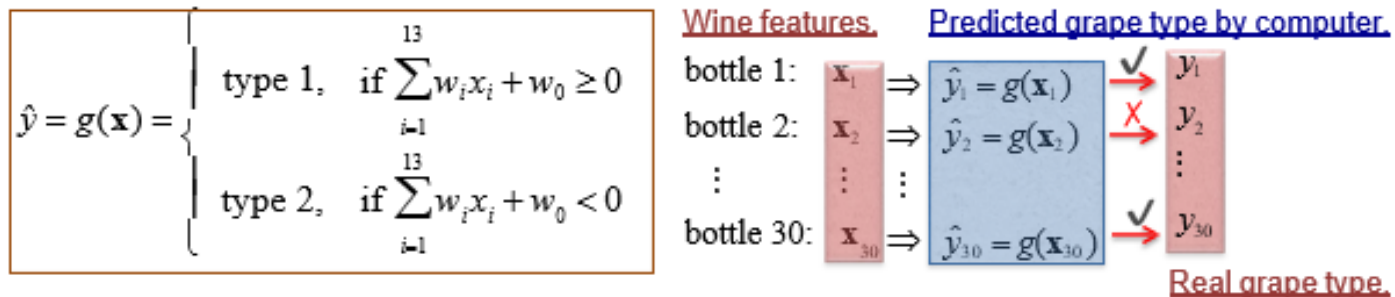 ŷ = g(x) = { type 1, if ∑_{i=1}^{13} w_i x_i + w_0 ≥ 0
type 2, if ∑_{i=1}^{13} w_i x_i + w_0 < 0
Wine features. Predicted grape type by computer.
bottle 1: x_1 ⇒ ŷ_1 = g(x_1) ✓ → y_1
bottle 2: x_2 ⇒ ŷ_2 = g(x_2) ✗ → y_2
⋮ ⋮ ⋮ ⋮
bottle 30: x_30 ⇒ ŷ_30 = g(x_30) ✓ → y_30
Real grape type.